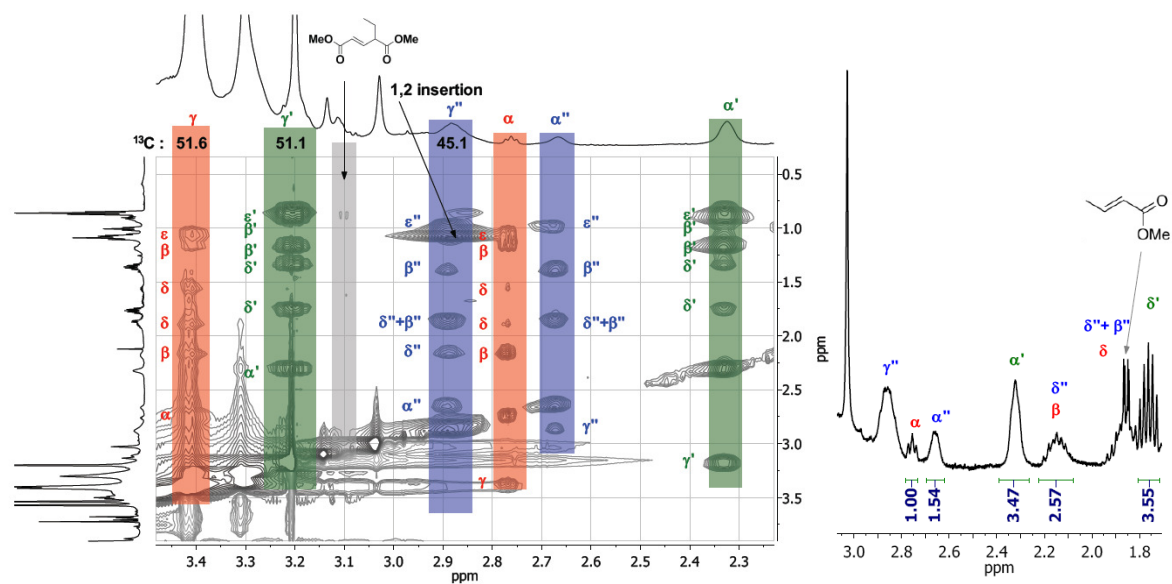 MeO
OMe
O
O
1,2 insertion
γ
γ'
γ"
α
α"
α'
¹³C :
51.6
51.1
45.1
ε
β
δ
δ
β
α
ε'
β'
β'
δ'
δ'
α'
ε"
β"
δ"+β"
δ"
α"
ε
β
δ
δ
β
γ
ε"
β"
δ"+β"
γ"
ε'
β'
β'
δ'
δ'
γ'
0.5
1.0
1.5
2.0
2.5
3.0
3.5
ppm
3.4
3.3
3.2
3.1
3.0
2.9
2.8
2.7
2.6
2.5
2.4
2.3
ppm
O
OMe
γ"
α
α"
α'
δ"
β
δ"+ β"
δ
δ'
1.00
1.54
3.47
2.57
3.55
3.0
2.8
2.6
2.4
2.2
2.0
1.8
ppm